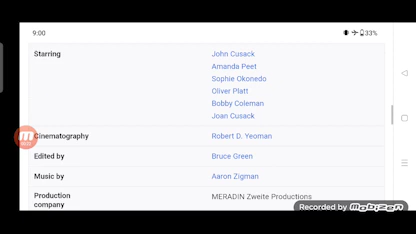 9:00
33%
Starring
John Cusack
Amanda Peet
Sophie Okonedo
Oliver Platt
Bobby Coleman
Joan Cusack
Cinematography
Robert D. Yeoman
Edited by
Bruce Green
Music by
Aaron Zigman
Production
company
MERADIN Zweite Productions
Recorded by Mobizen